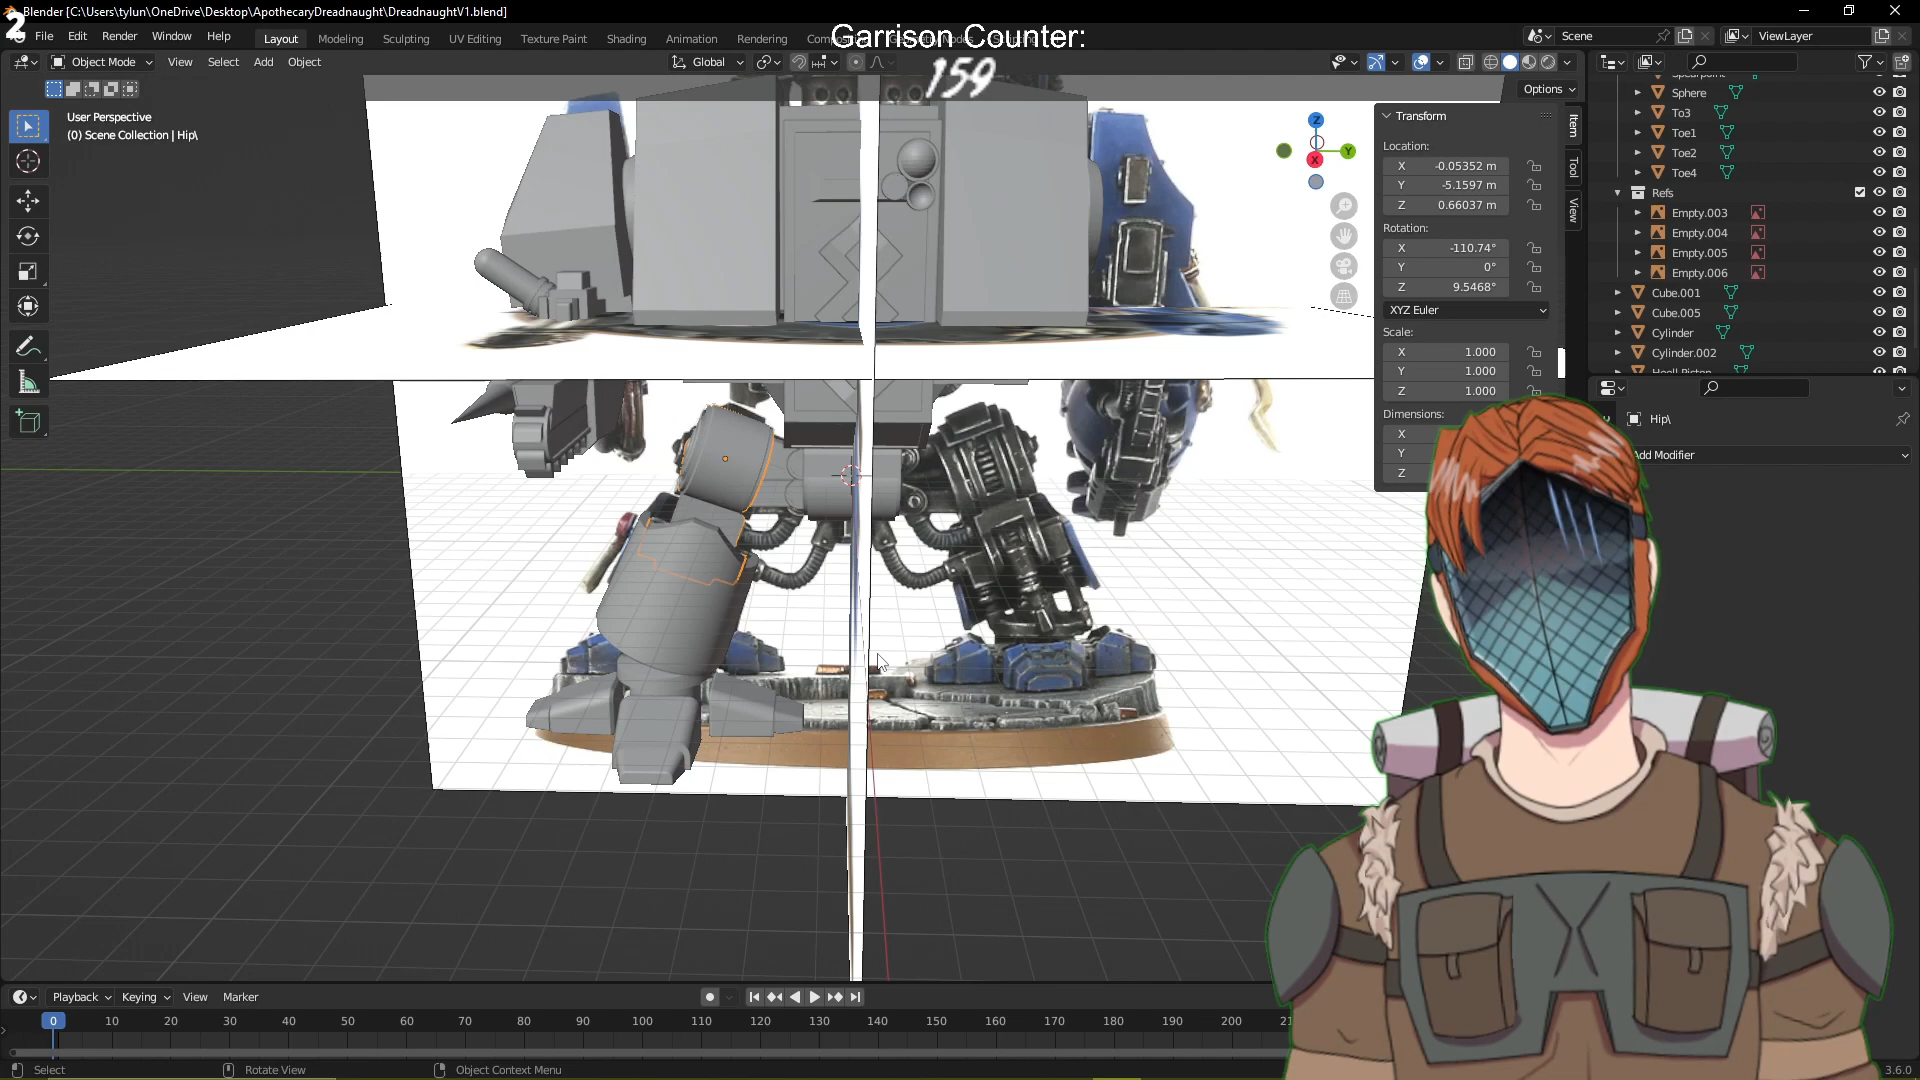 2
Blender [C:\Users\tylun\OneDrive\Desktop\ApothecaryDreadnaught\DreadnaughtV1.blend]
File Edit Render Window Help
Layout Modeling Sculpting UV Editing Texture Paint Shading Animation Rendering
Garrison Counter:
159
Scene
ViewLayer
Object Mode View Select Add Object
Global
Options
User Perspective
(0) Scene Collection | Hip\
Z
Y
X
Transform
Location:
X -0.05352 m
Y -5.1597 m
Z 0.66037 m
Rotation:
X -110.74°
Y 0°
Z 9.5468°
XYZ Euler
Scale:
X 1.000
Y 1.000
Z 1.000
Dimensions:
X
Y
Z
Item
Tool
View
Sphere
To3
Toe1
Toe2
Toe4
Refs
Empty.003
Empty.004
Empty.005
Empty.006
Cube.001
Cube.005
Cylinder
Cylinder.002
Hip\
Add Modifier
Playback Keying View Marker
0 10 20 30 40 50 60 70 80 90 100 110 120 130 140 150 160 170 180 190 200
Select Rotate View Object Context Menu
3.6.0